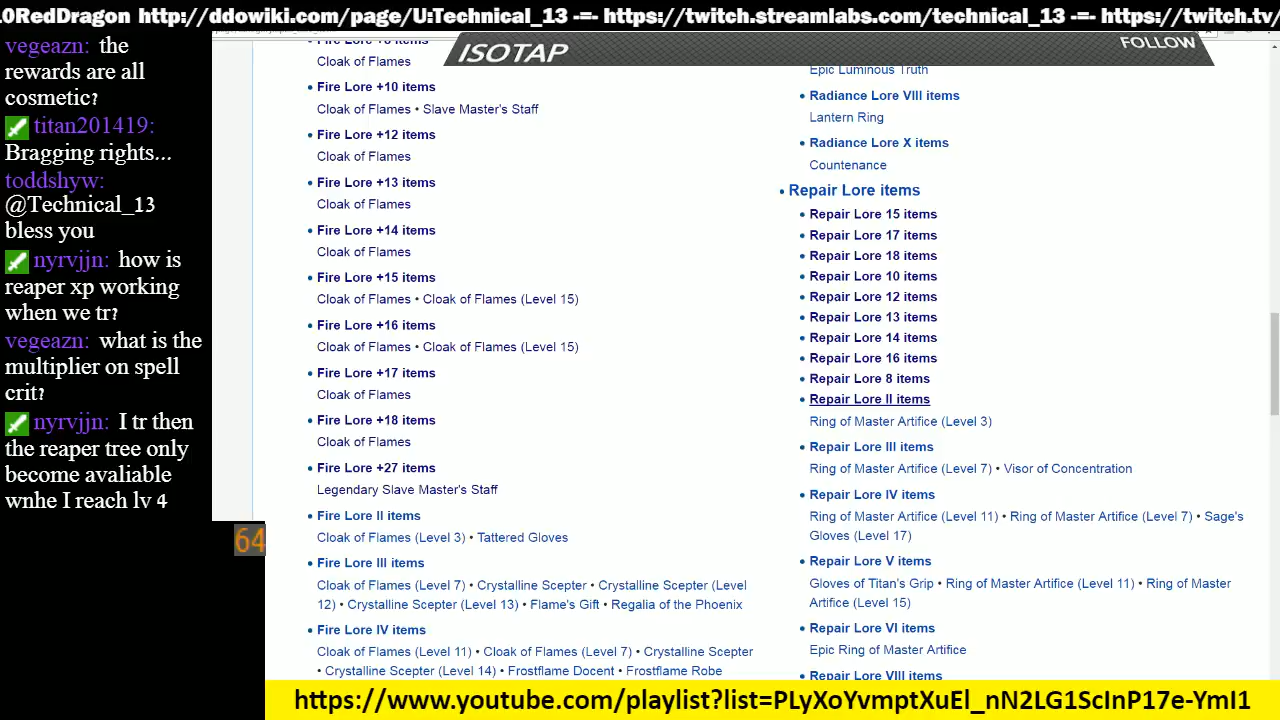 0RedDragon http://ddowiki.com/page/U:Technical_13 -=- https://twitch.streamlabs.com/technical_13 -=- https://twitch.tv/
ISOTAP
FOLLOW
vegeazn: the
rewards are all
cosmetic?
titan201419:
Bragging rights...
toddshyw:
@Technical_13
bless you
nyrvjjn: how is
reaper xp working
when we tr?
vegeazn: what is the
multiplier on spell
crit?
nyrvjjn: I tr then
the reaper tree only
become avaliable
wnhe I reach lv 4
64
Cloak of Flames
Fire Lore +10 items
Cloak of Flames • Slave Master's Staff
Fire Lore +12 items
Cloak of Flames
Fire Lore +13 items
Cloak of Flames
Fire Lore +14 items
Cloak of Flames
Fire Lore +15 items
Cloak of Flames • Cloak of Flames (Level 15)
Fire Lore +16 items
Cloak of Flames • Cloak of Flames (Level 15)
Fire Lore +17 items
Cloak of Flames
Fire Lore +18 items
Cloak of Flames
Fire Lore +27 items
Legendary Slave Master's Staff
Fire Lore II items
Cloak of Flames (Level 3) • Tattered Gloves
Fire Lore III items
Cloak of Flames (Level 7) • Crystalline Scepter • Crystalline Scepter (Level
12) • Crystalline Scepter (Level 13) • Flame's Gift • Regalia of the Phoenix
Fire Lore IV items
Cloak of Flames (Level 11) • Cloak of Flames (Level 7) • Crystalline Scepter
• Crystalline Scepter (Level 14) • Frostflame Docent • Frostflame Robe
Epic Luminous Truth
Radiance Lore VIII items
Lantern Ring
Radiance Lore X items
Countenance
Repair Lore items
Repair Lore 15 items
Repair Lore 17 items
Repair Lore 18 items
Repair Lore 10 items
Repair Lore 12 items
Repair Lore 13 items
Repair Lore 14 items
Repair Lore 16 items
Repair Lore 8 items
Repair Lore II items
Ring of Master Artifice (Level 3)
Repair Lore III items
Ring of Master Artifice (Level 7) • Visor of Concentration
Repair Lore IV items
Ring of Master Artifice (Level 11) • Ring of Master Artifice (Level 7) • Sage's
Gloves (Level 17)
Repair Lore V items
Gloves of Titan's Grip • Ring of Master Artifice (Level 11) • Ring of Master
Artifice (Level 15)
Repair Lore VI items
Epic Ring of Master Artifice
Repair Lore VIII items
https://www.youtube.com/playlist?list=PLyXoYvmptXuEl_nN2LG1ScInP17e-YmI1